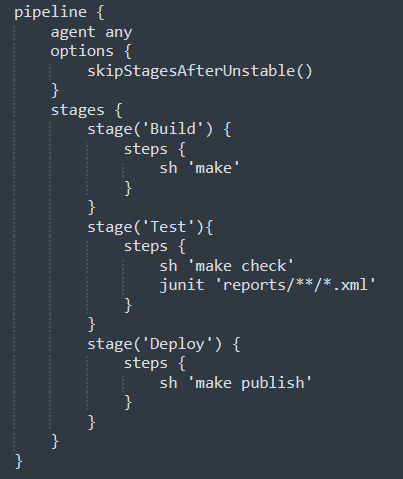 pipeline {
    agent any
    options {
        skipStagesAfterUnstable()
    }
    stages {
        stage('Build') {
            steps {
                sh 'make'
            }
        }
        stage('Test'){
            steps {
                sh 'make check'
                junit 'reports/**/*.xml'
            }
        }
        stage('Deploy') {
            steps {
                sh 'make publish'
            }
        }
    }
}